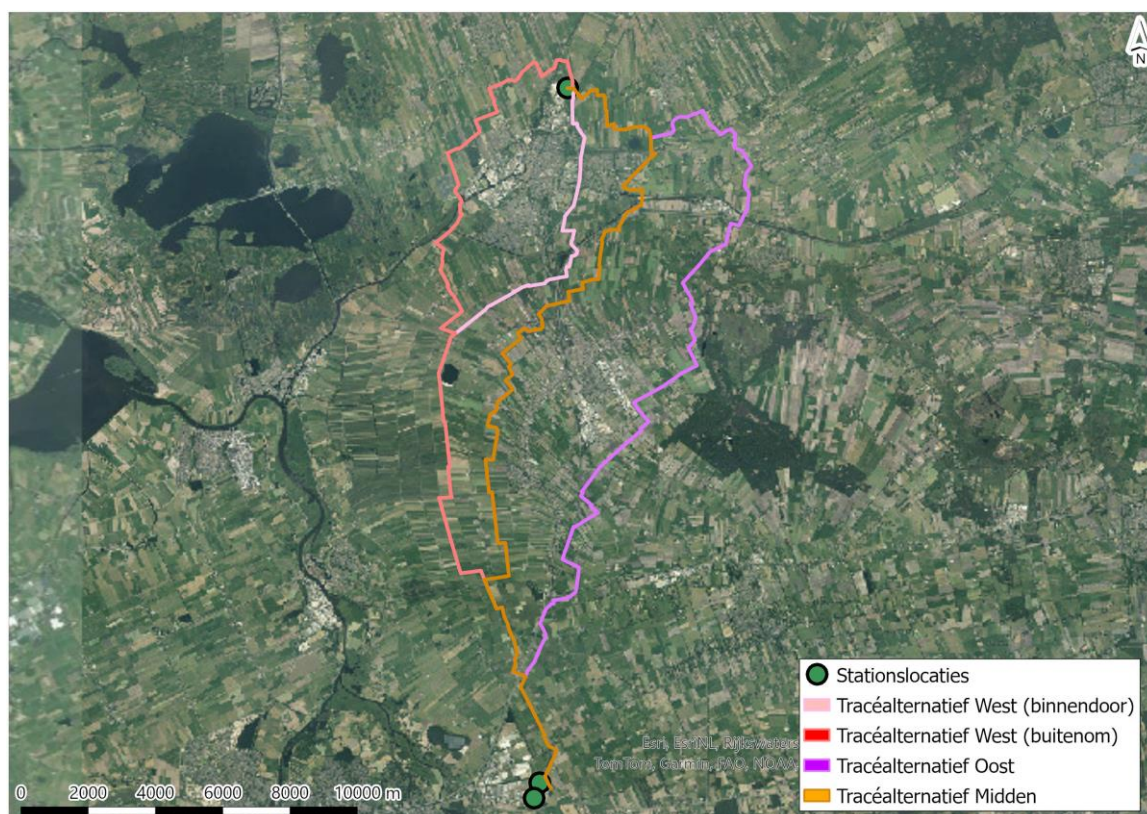 N
Stationslocaties
Tracéalternatief West (binnendoor)
Tracéalternatief West (buitenom)
Tracéalternatief Oost
Tracéalternatief Midden
Esri, EsriNL, Rijkswaters
TomTom, Garmin, FAO, NOAA,
0 2000 4000 6000 8000 10000 m